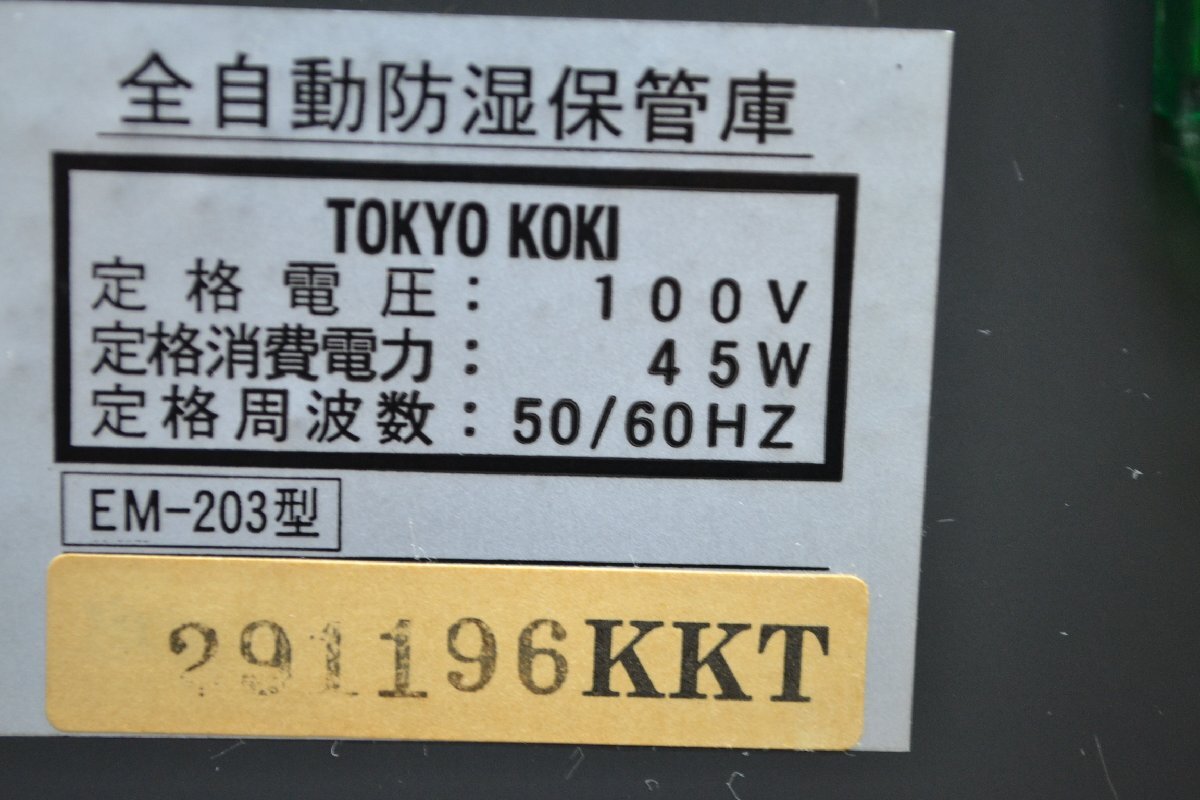 全自動防湿保管庫
TOKYO KOKI
定格電圧: 100V
定格消費電力: 45W
定格周波数: 50/60HZ
EM-203型
291196KKT